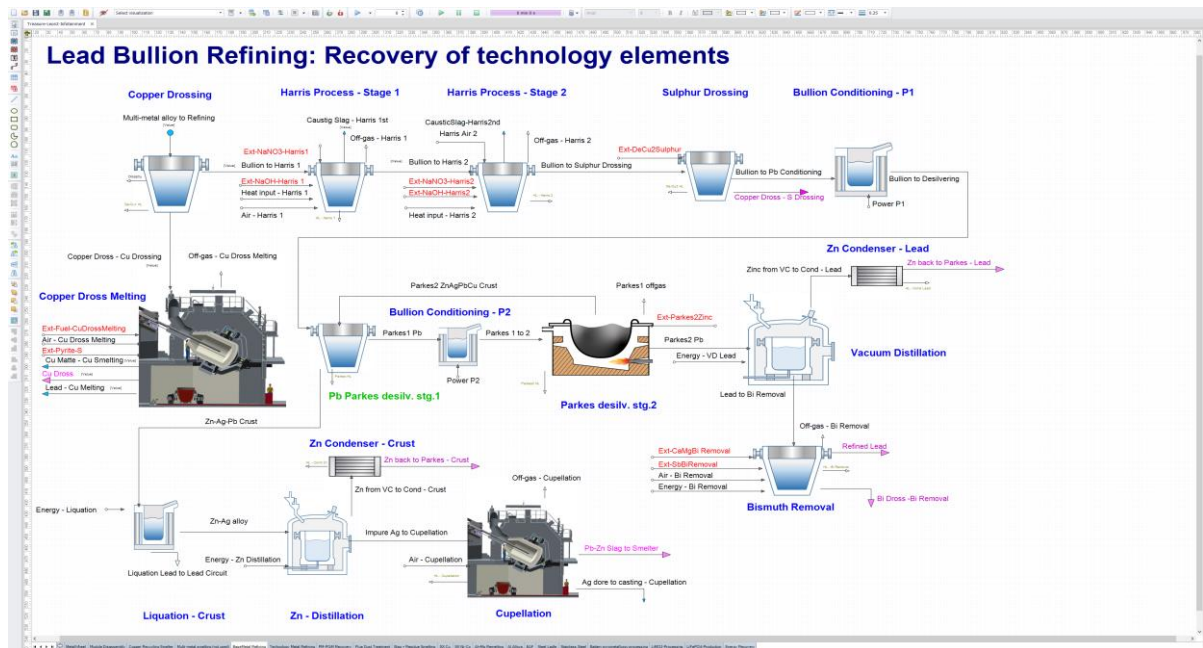 Select visualization
Lead Bullion Refining: Recovery of technology elements
Copper Drossing
Harris Process - Stage 1
Harris Process - Stage 2
Sulphur Drossing
Bullion Conditioning - P1
Multi-metal alloy to Refining
Caustig Slag - Harris 1st
Off-gas - Harris 1
CausticSlag-Harris2nd
Harris Air 2
Off-gas - Harris 2
Ext-NaNO3-Harris1
Bullion to Harris 1
Ext-NaOH-Harris 1
Heat input - Harris 1
Air - Harris 1
Bullion to Harris 2
Ext-NaNO3-Harris2
Ext-NaOH-Harris2
Heat input - Harris 2
Bullion to Sulphur Drossing
Ext-DeCu2Sulphur
Bullion to Pb Conditioning
Copper Dross - S Drossing
Bullion to Desilvering
Power P1
Copper Dross - Cu Drossing
Off-gas - Cu Dross Melting
Copper Dross Melting
Ext-Fuel-CuDrossMelting
Air - Cu Dross Melting
Ext-Pyrite-S
Cu Matte - Cu Smelting
Cu Dross
Lead - Cu Melting
Parkes2 ZnAgPbCu Crust
Bullion Conditioning - P2
Parkes1 Pb
Parkes 1 to 2
Power P2
Pb Parkes desilv. stg.1
Parkes1 offgas
Ext-Parkes2Zinc
Parkes2 Pb
Energy - VD Lead
Parkes desilv. stg.2
Zn Condenser - Lead
Zinc from VC to Cond - Lead
Zn back to Parkes - Lead
Vacuum Distillation
Lead to Bi Removal
Zn-Ag-Pb Crust
Zn Condenser - Crust
Zn back to Parkes - Crust
Zn from VC to Cond - Crust
Off-gas - Bi Removal
Ext-CaMgBi Removal
Ext-SbBiRemoval
Air - Bi Removal
Energy - Bi Removal
Refined Lead
Bi Dross -Bi Removal
Bismuth Removal
Energy - Liquation
Zn-Ag alloy
Liquation Lead to Lead Circuit
Energy - Zn Distillation
Impure Ag to Cupellation
Air - Cupellation
Off-gas - Cupellation
Pb-Zn Slag to Smelter
Ag dore to casting - Cupellation
Liquation - Crust
Zn - Distillation
Cupellation